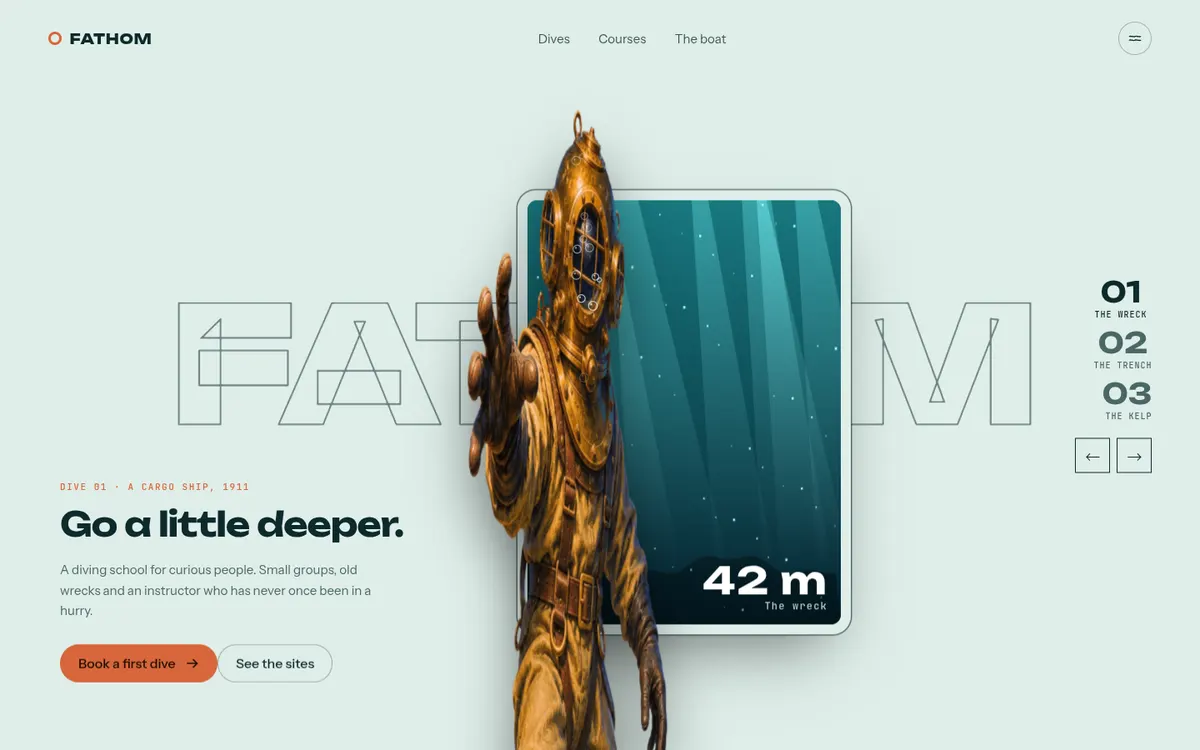 FATHOM
Dives
Courses
The boat
FAT M
01
THE WRECK
02
THE TRENCH
03
THE KELP
DIVE 01 · A CARGO SHIP, 1911
Go a little deeper.
A diving school for curious people. Small groups, old
wrecks and an instructor who has never once been in a
hurry.
Book a first dive →
See the sites
42 m
The wreck